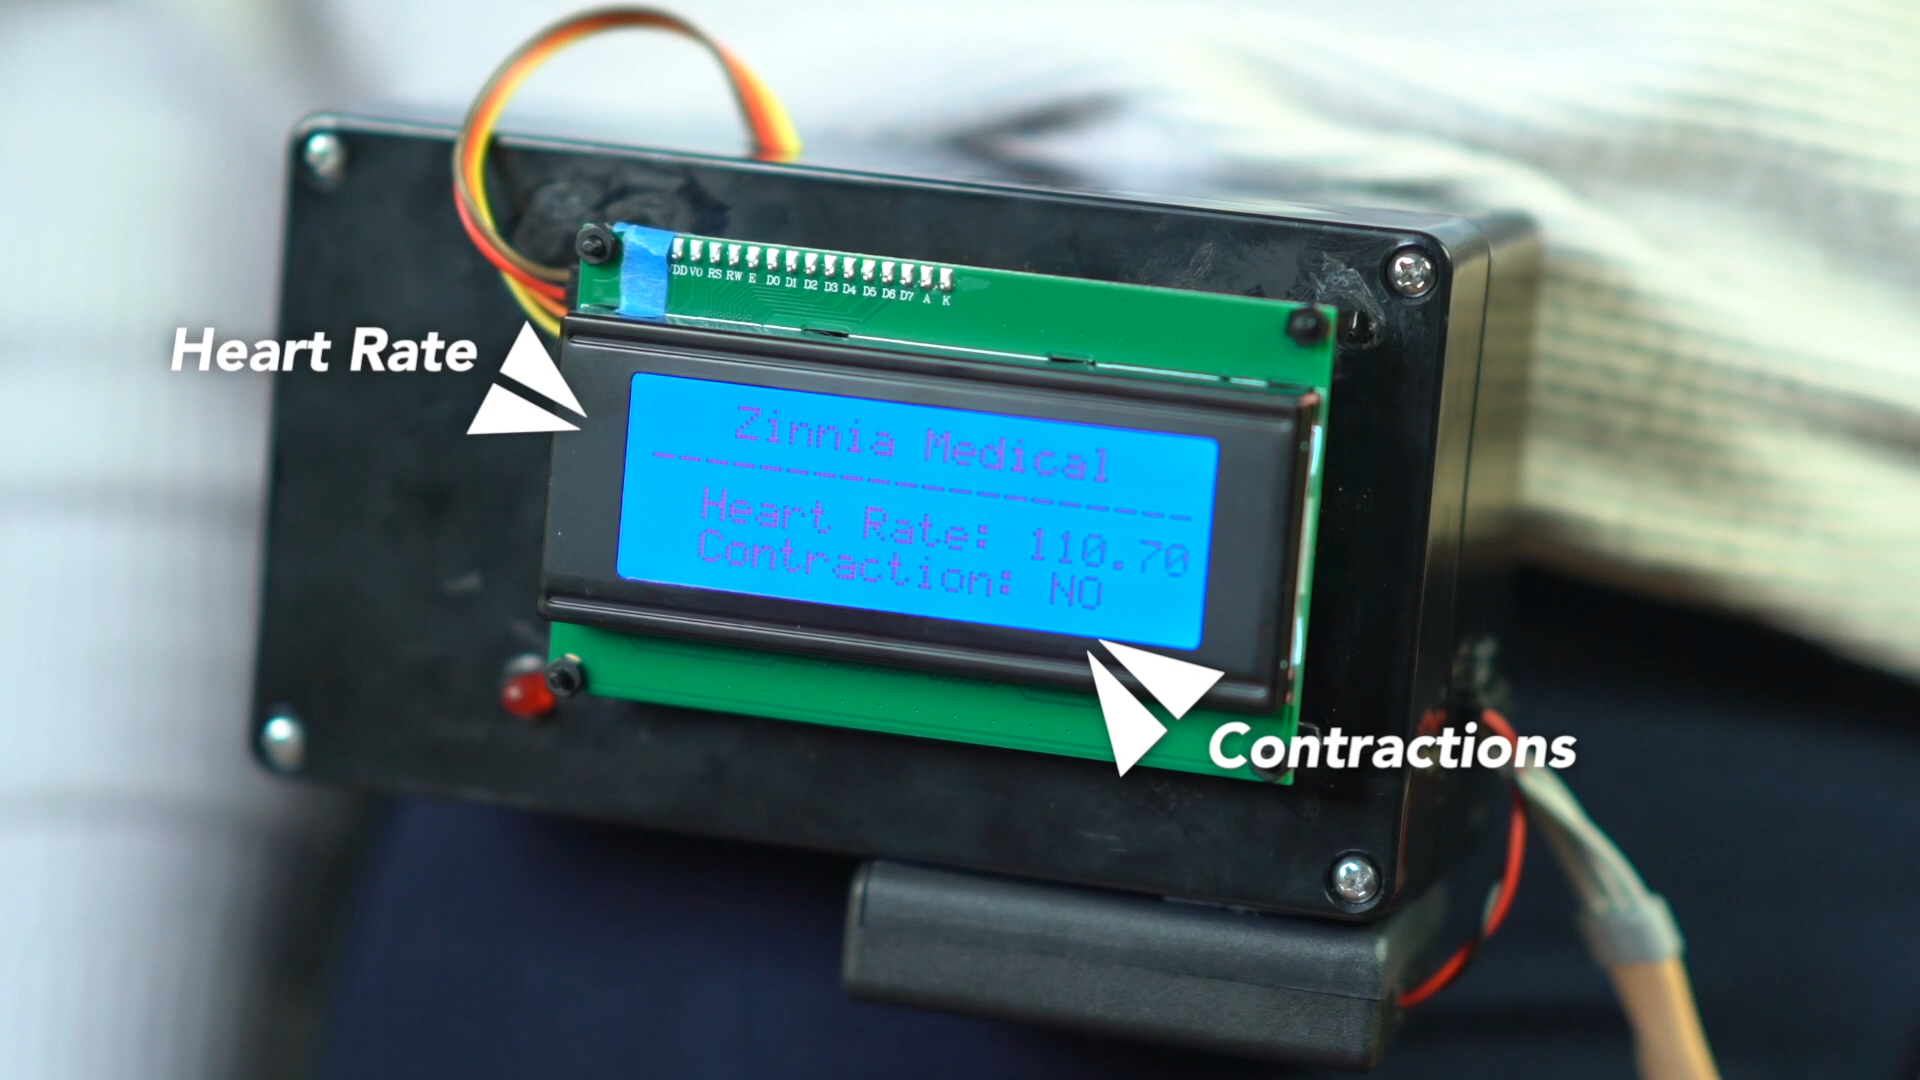 VDD VO RS RW E D0 D1 D2 D3 D4 D5 D6 D7 A K
Heart Rate
Zinnia Medical
--------------------
Heart Rate: 110.70
Contraction: NO
Contractions